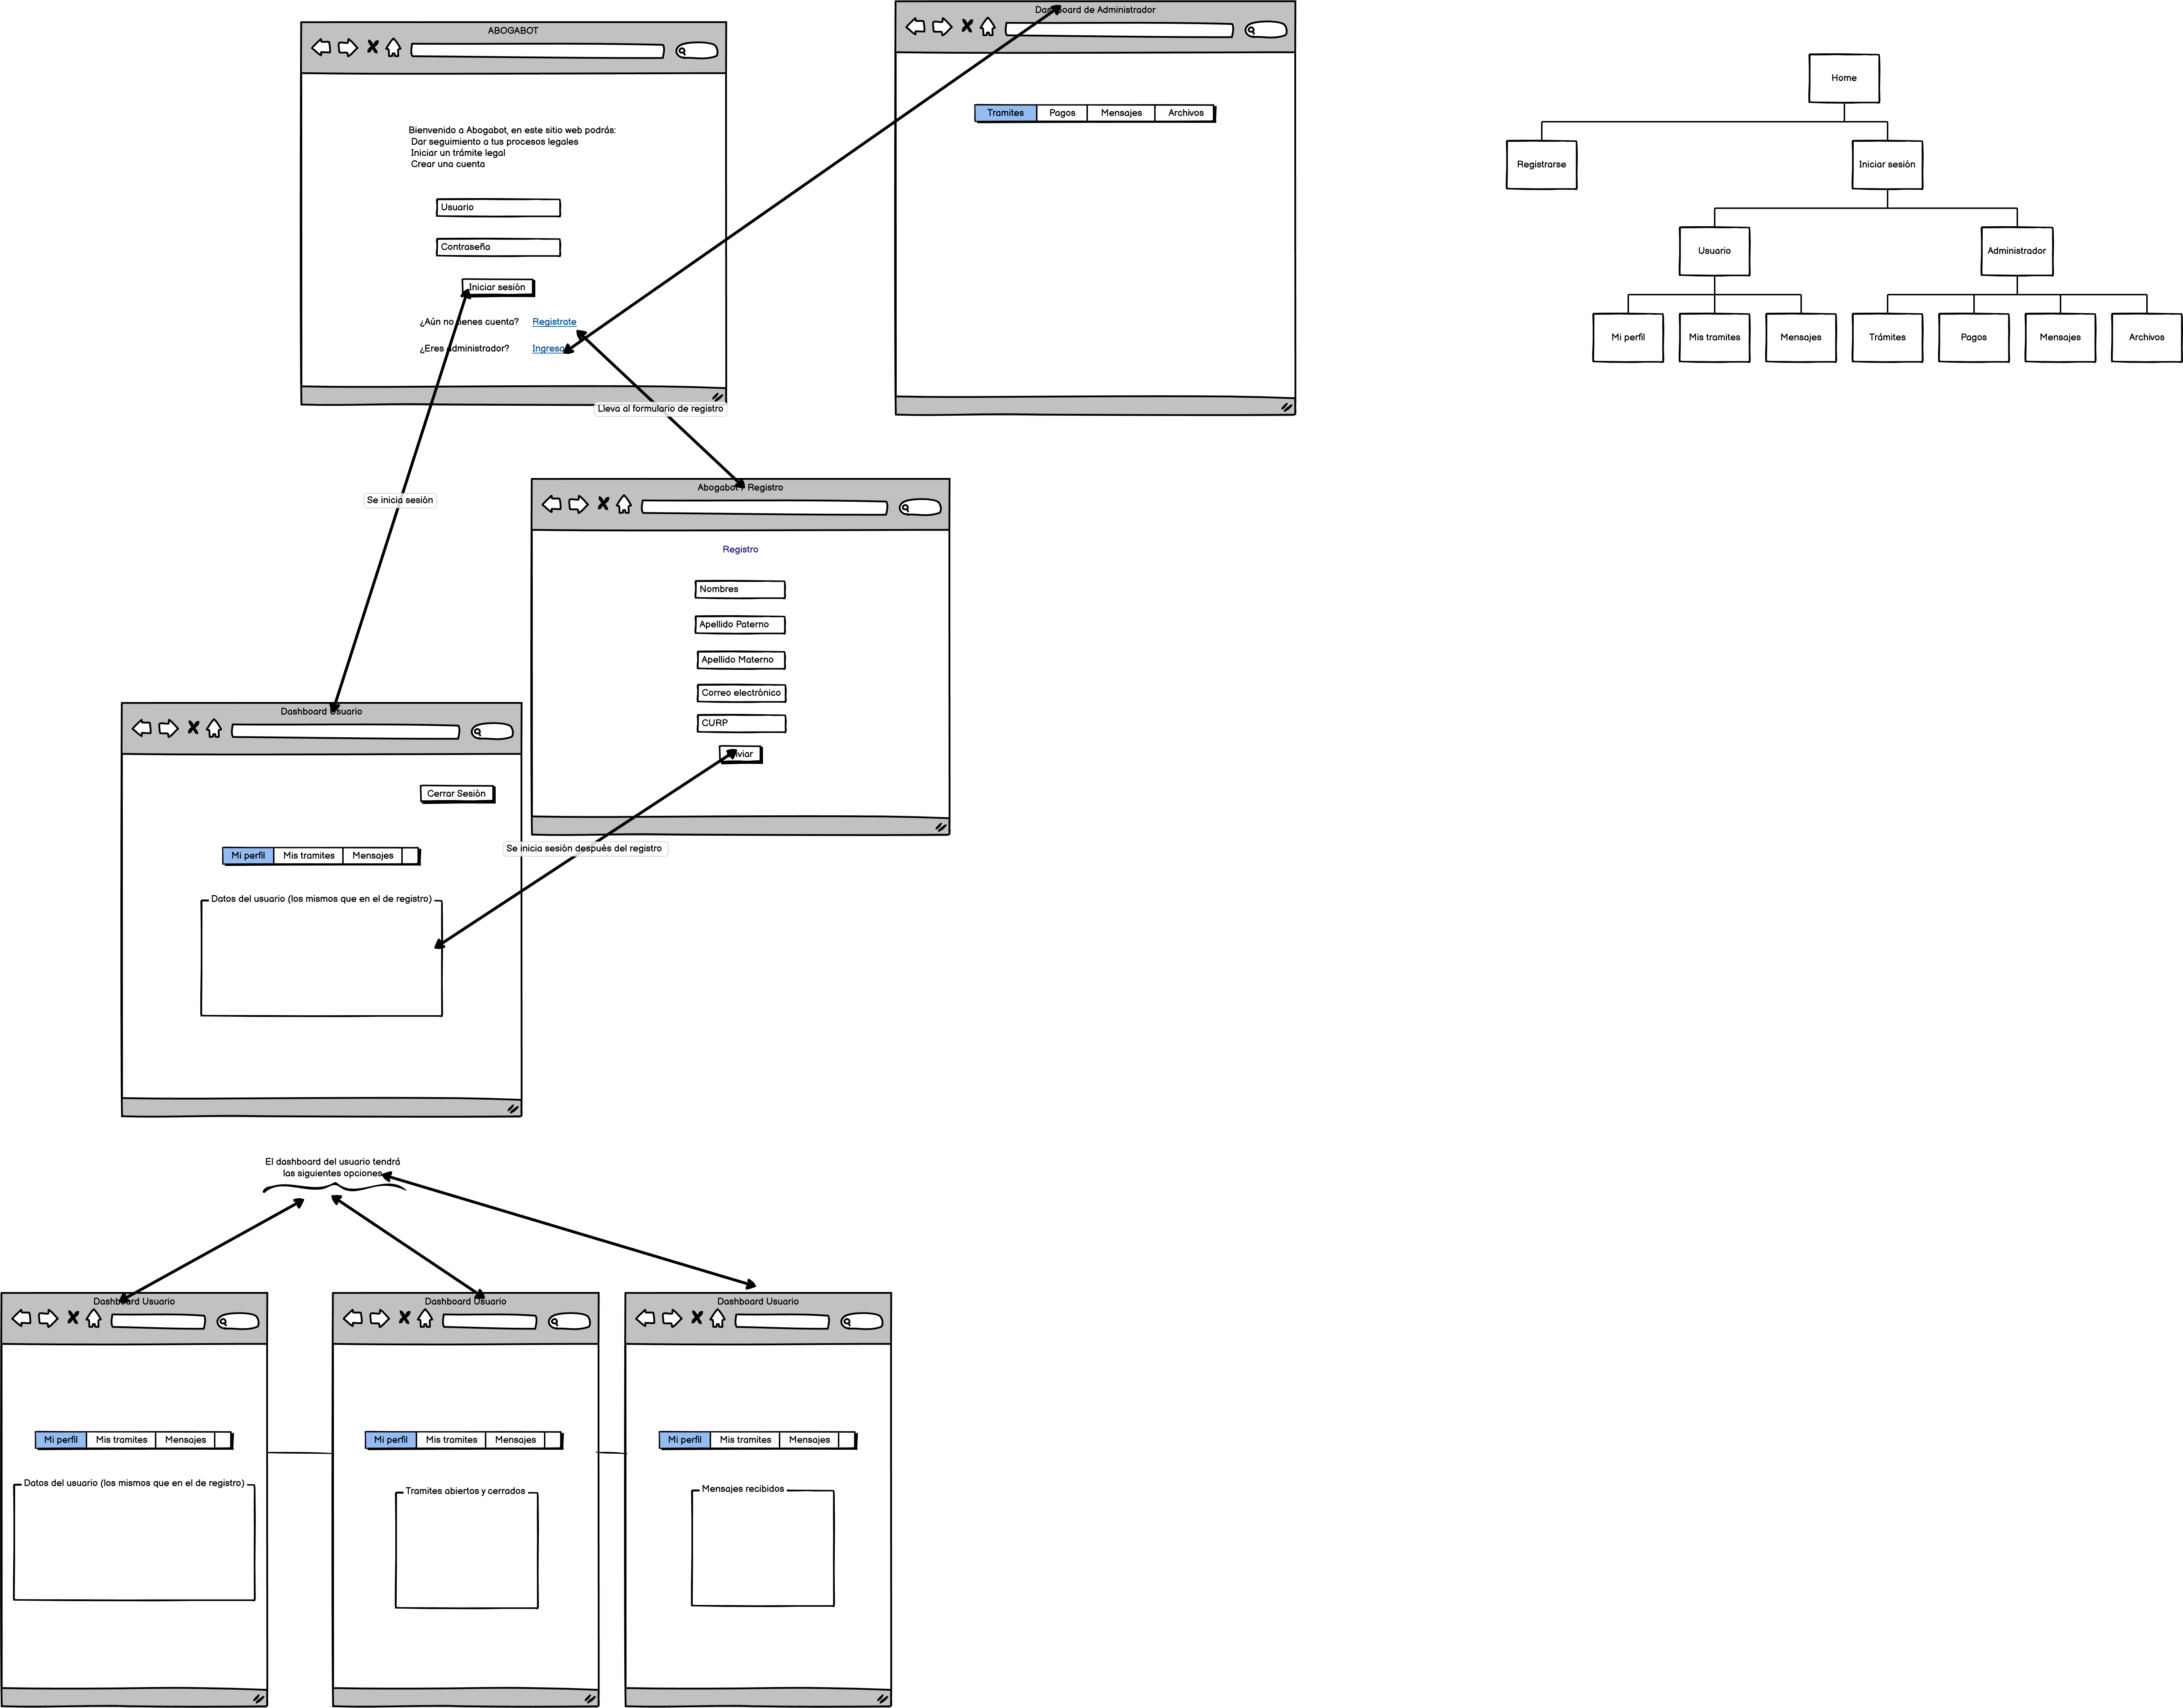 ABOGABOT
Bienvenido a Abogabot, en este sitio web podrás:
Dar seguimiento a tus procesos legales
Iniciar un trámite legal
Crear una cuenta
Usuario
Contraseña
Iniciar sesión
¿Aún no tienes cuenta? Registrate
¿Eres administrador? Ingresa
Dashboard de Administrador
Tramites Pagos Mensajes Archivos
Home
Registrarse Iniciar sesión
Usuario Administrador
Mi perfil Mis tramites Mensajes Trámites Pagos Mensajes Archivos
Lleva al formulario de registro
Se inicia sesión
Abogabot / Registro
Registro
Nombres
Apellido Paterno
Apellido Materno
Correo electrónico
CURP
Enviar
Se inicia sesión después del registro
Dashboard Usuario
Cerrar Sesión
Mi perfil Mis tramites Mensajes
Datos del usuario (los mismos que en el de registro)
El dashboard del usuario tendrá
las siguientes opciones
Dashboard Usuario
Mi perfil Mis tramites Mensajes
Datos del usuario (los mismos que en el de registro)
Dashboard Usuario
Mi perfil Mis tramites Mensajes
Tramites abiertos y cerrados
Dashboard Usuario
Mi perfil Mis tramites Mensajes
Mensajes recibidos